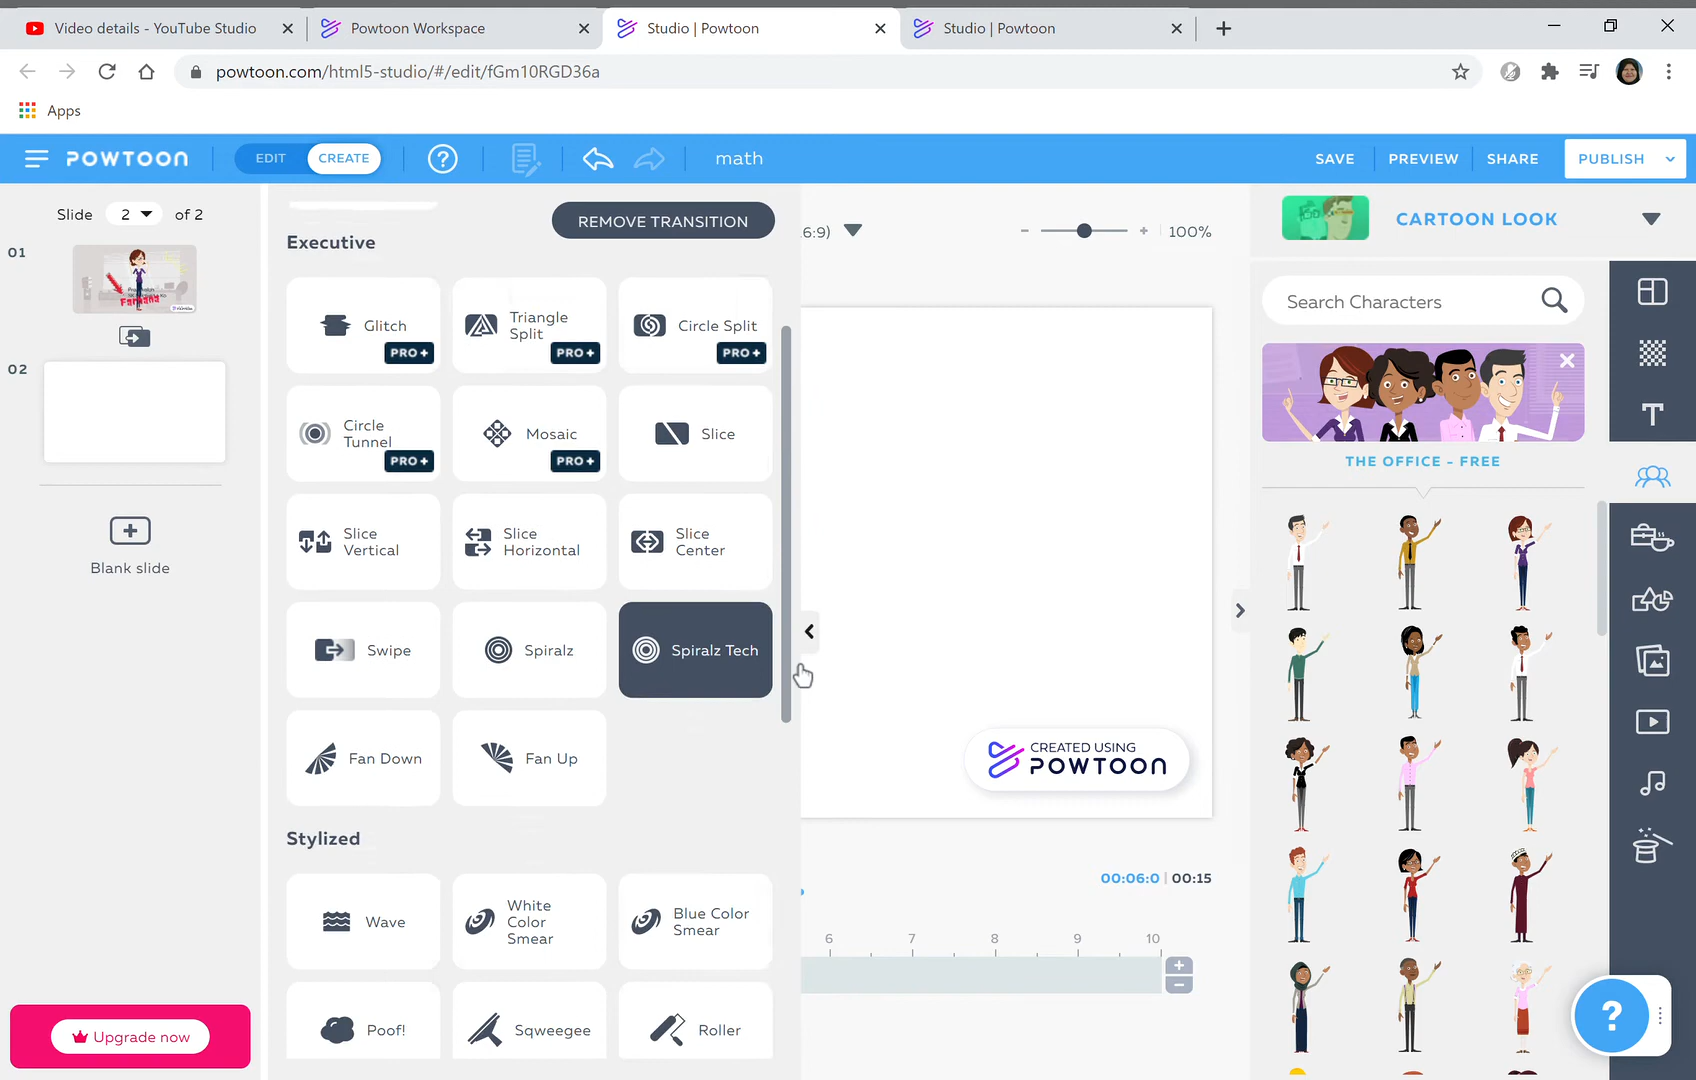 Video details - YouTube Studio
Powtoon Workspace
Studio | Powtoon
Studio | Powtoon
powtoon.com/html5-studio/#/edit/fGm10RGD36a
Apps
POWTOON
EDIT
CREATE
math
SAVE
PREVIEW
SHARE
PUBLISH
Slide 2 of 2
01
02
Blank slide
Upgrade now
REMOVE TRANSITION
Executive
Glitch
PRO+
Triangle
Split
PRO+
Circle Split
PRO+
Circle
Tunnel
PRO+
Mosaic
PRO+
Slice
Slice
Vertical
Slice
Horizontal
Slice
Center
Swipe
Spiralz
Spiralz Tech
Fan Down
Fan Up
Stylized
Wave
White
Color
Smear
Blue Color
Smear
Poof!
Sqweegee
Roller
6:9)
100%
CREATED USING
POWTOON
00:06:0 | 00:15
6 7 8 9 10
CARTOON LOOK
Search Characters
THE OFFICE - FREE